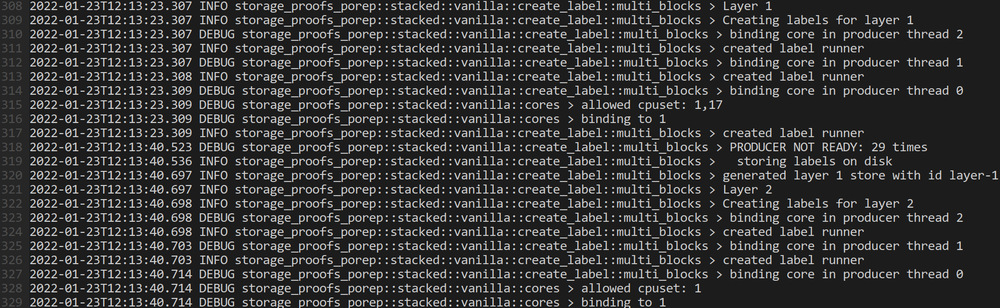 308 2022-01-23T12:13:23.307 INFO storage_proofs_porep::stacked::vanilla::create_label::multi_blocks > Layer 1
309 2022-01-23T12:13:23.307 INFO storage_proofs_porep::stacked::vanilla::create_label::multi_blocks > Creating labels for layer 1
310 2022-01-23T12:13:23.307 DEBUG storage_proofs_porep::stacked::vanilla::create_label::multi_blocks > binding core in producer thread 2
311 2022-01-23T12:13:23.307 INFO storage_proofs_porep::stacked::vanilla::create_label::multi_blocks > created label runner
312 2022-01-23T12:13:23.307 DEBUG storage_proofs_porep::stacked::vanilla::create_label::multi_blocks > binding core in producer thread 1
313 2022-01-23T12:13:23.308 INFO storage_proofs_porep::stacked::vanilla::create_label::multi_blocks > created label runner
314 2022-01-23T12:13:23.309 DEBUG storage_proofs_porep::stacked::vanilla::create_label::multi_blocks > binding core in producer thread 0
315 2022-01-23T12:13:23.309 DEBUG storage_proofs_porep::stacked::vanilla::cores > allowed cpuset: 1,17
316 2022-01-23T12:13:23.309 DEBUG storage_proofs_porep::stacked::vanilla::cores > binding to 1
317 2022-01-23T12:13:23.309 INFO storage_proofs_porep::stacked::vanilla::create_label::multi_blocks > created label runner
318 2022-01-23T12:13:40.523 DEBUG storage_proofs_porep::stacked::vanilla::create_label::multi_blocks > PRODUCER NOT READY: 29 times
319 2022-01-23T12:13:40.536 INFO storage_proofs_porep::stacked::vanilla::create_label::multi_blocks >   storing labels on disk
320 2022-01-23T12:13:40.697 INFO storage_proofs_porep::stacked::vanilla::create_label::multi_blocks > generated layer 1 store with id layer-1
321 2022-01-23T12:13:40.697 INFO storage_proofs_porep::stacked::vanilla::create_label::multi_blocks > Layer 2
322 2022-01-23T12:13:40.698 INFO storage_proofs_porep::stacked::vanilla::create_label::multi_blocks > Creating labels for layer 2
323 2022-01-23T12:13:40.698 DEBUG storage_proofs_porep::stacked::vanilla::create_label::multi_blocks > binding core in producer thread 2
324 2022-01-23T12:13:40.698 INFO storage_proofs_porep::stacked::vanilla::create_label::multi_blocks > created label runner
325 2022-01-23T12:13:40.703 DEBUG storage_proofs_porep::stacked::vanilla::create_label::multi_blocks > binding core in producer thread 1
326 2022-01-23T12:13:40.703 INFO storage_proofs_porep::stacked::vanilla::create_label::multi_blocks > created label runner
327 2022-01-23T12:13:40.714 DEBUG storage_proofs_porep::stacked::vanilla::create_label::multi_blocks > binding core in producer thread 0
328 2022-01-23T12:13:40.714 DEBUG storage_proofs_porep::stacked::vanilla::cores > allowed cpuset: 1
329 2022-01-23T12:13:40.714 DEBUG storage_proofs_porep::stacked::vanilla::cores > binding to 1